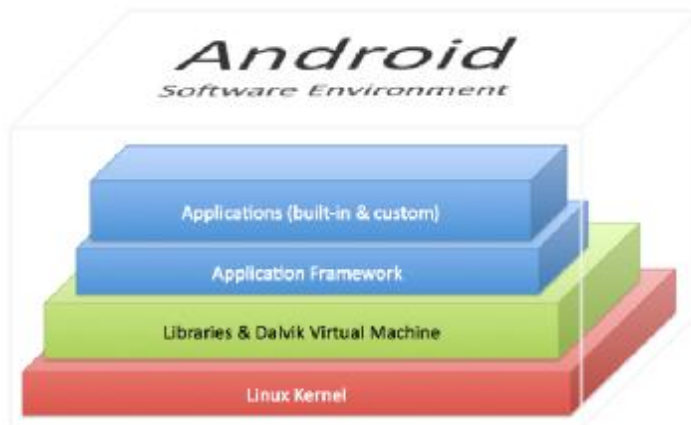 Android
Software Environment
Applications (built-in & custom)
Application Framework
Libraries & Dalvik Virtual Machine
Linux Kernel